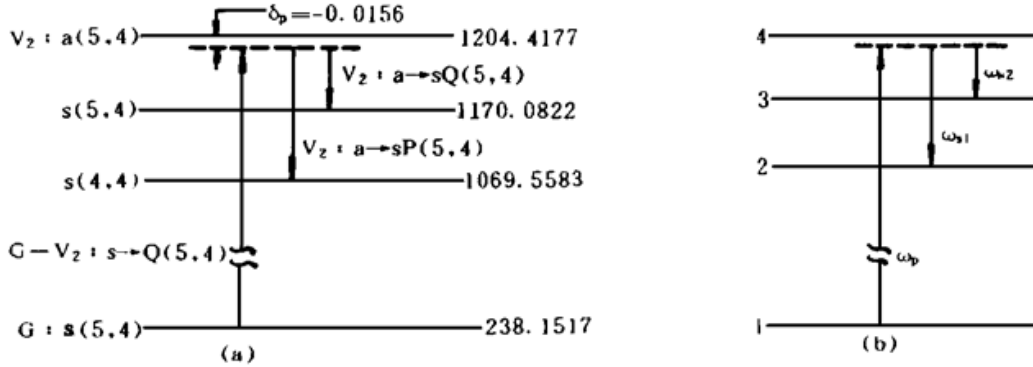 δp=-0.0156
V2:a(5,4) 1204.4177
V2:a→sQ(5,4)
s(5,4) 1170.0822
V2:a→sP(5,4)
s(4,4) 1069.5583
G-V2:s→Q(5,4)
G:s(5,4) 238.1517
(a)
4
ωs2
3
ωs1
2
ωp
1
(b)